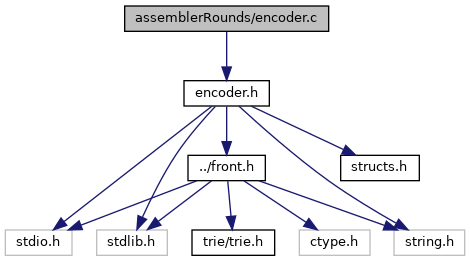 assemblerRounds/encoder.c
encoder.h
../front.h
structs.h
stdio.h
stdlib.h
trie/trie.h
ctype.h
string.h